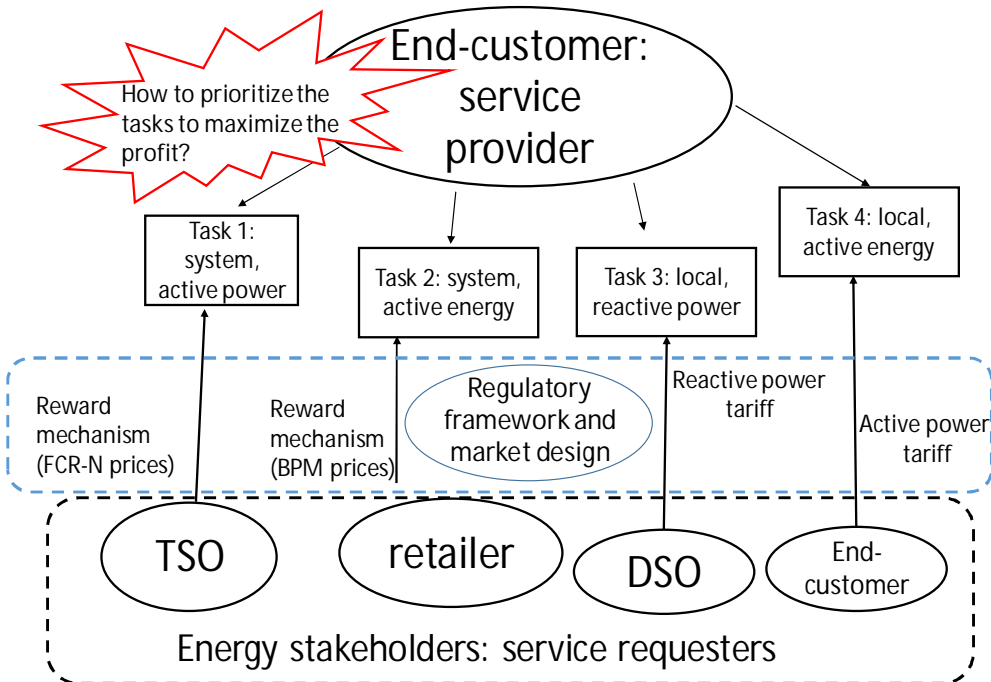 End-customer:
service
provider
How to prioritize the
tasks to maximize the
profit?
Task 1:
system,
active power
Task 2: system,
active energy
Task 3: local,
reactive power
Task 4: local,
active energy
Reward
mechanism
(FCR-N prices)
Reward
mechanism
(BPM prices)
Regulatory
framework and
market design
Reactive power
tariff
Active power
tariff
TSO
retailer
DSO
End-
customer
Energy stakeholders: service requesters